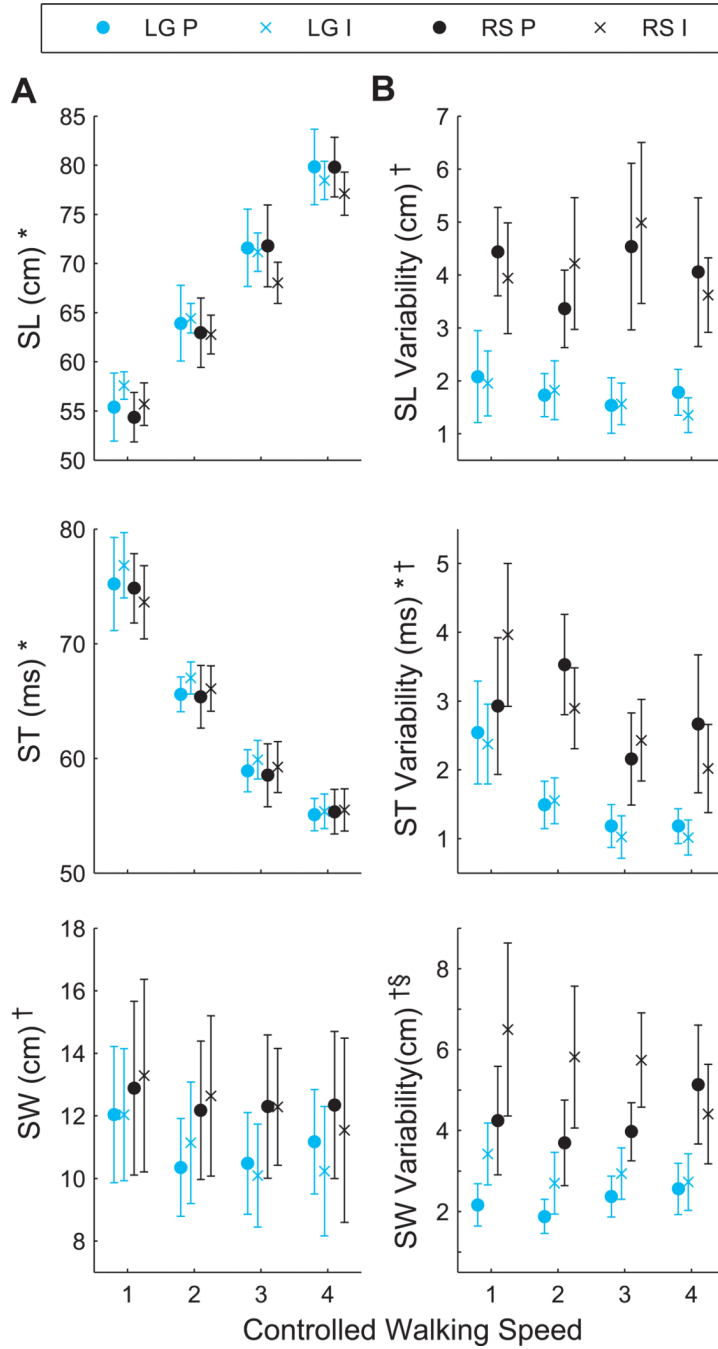 LG P LG I RS P RS I
A
B
85
80
75
70
65
60
55
50
SL (cm) *
7
6
5
4
3
2
1
SL Variability (cm) †
80
70
60
50
ST (ms) *
5
4
3
2
1
ST Variability (ms) *†
18
16
14
12
10
8
SW (cm) †
1 2 3 4
8
6
4
2
SW Variability(cm) †§
1 2 3 4
Controlled Walking Speed